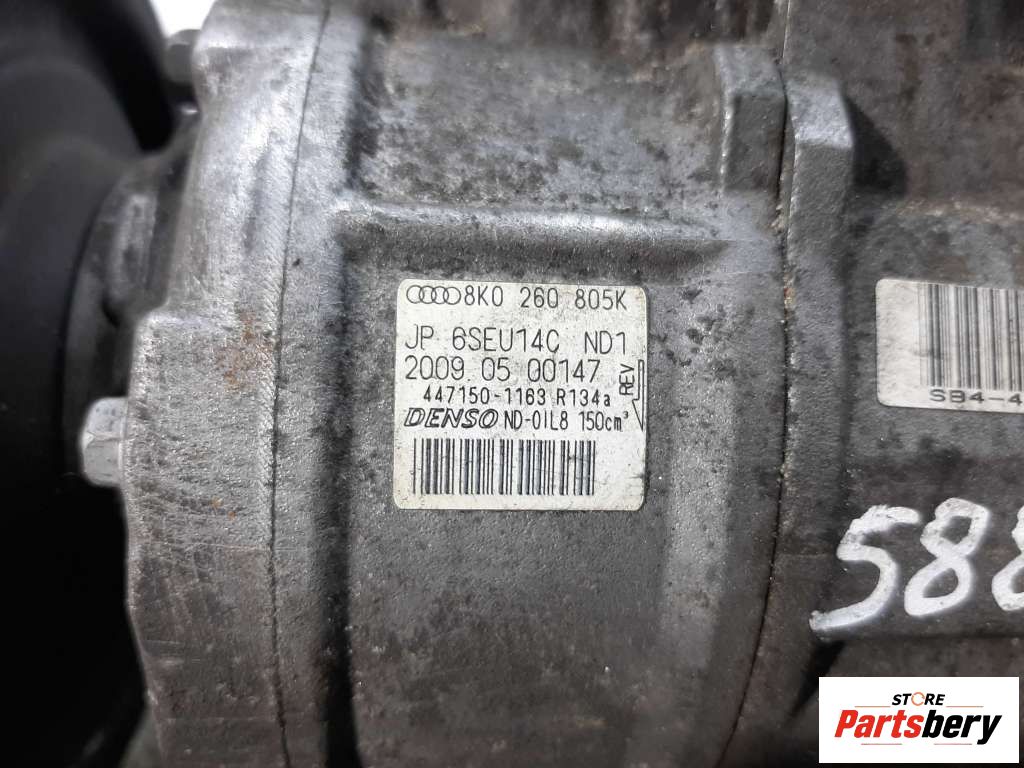 8K0 260 805K
JP 6SEU14C ND1
2009 05 00147
REV
447150-1163 R134a
DENSO ND-OIL8 150cm³
SB4-4
588
STORE
Partsbery